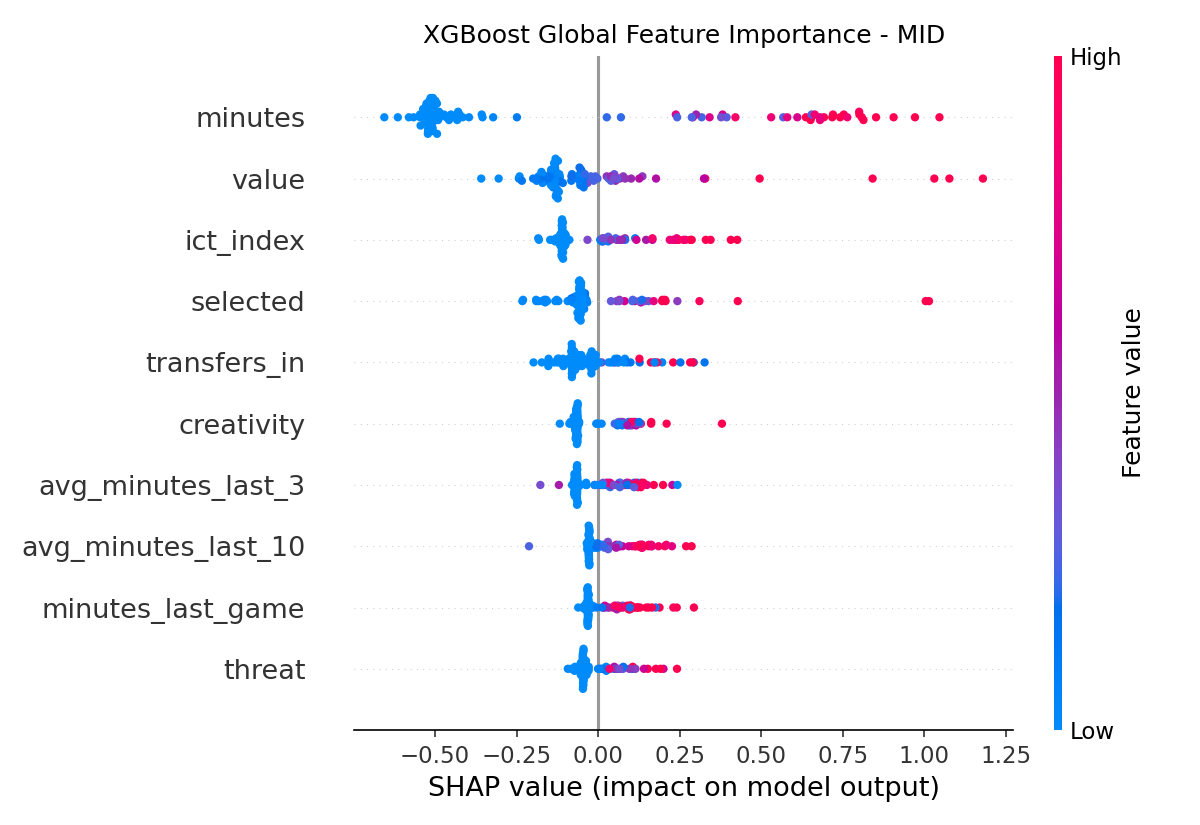 XGBoost Global Feature Importance - MID
High
minutes
value
ict_index
selected
transfers_in
creativity
avg_minutes_last_3
avg_minutes_last_10
minutes_last_game
threat
Feature value
Low
−0.50 −0.25 0.00 0.25 0.50 0.75 1.00 1.25
SHAP value (impact on model output)